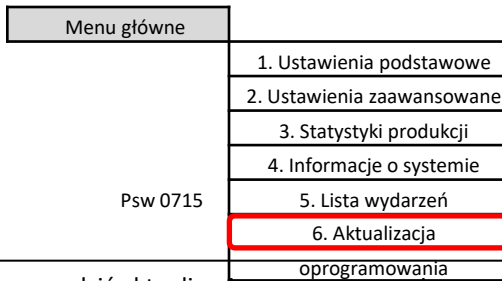 Menu główne
1. Ustawienia podstawowe
2. Ustawienia zaawansowane
3. Statystyki produkcji
4. Informacje o systemie
Psw 0715
5. Lista wydarzeń
6. Aktualizacja
oprogramowania